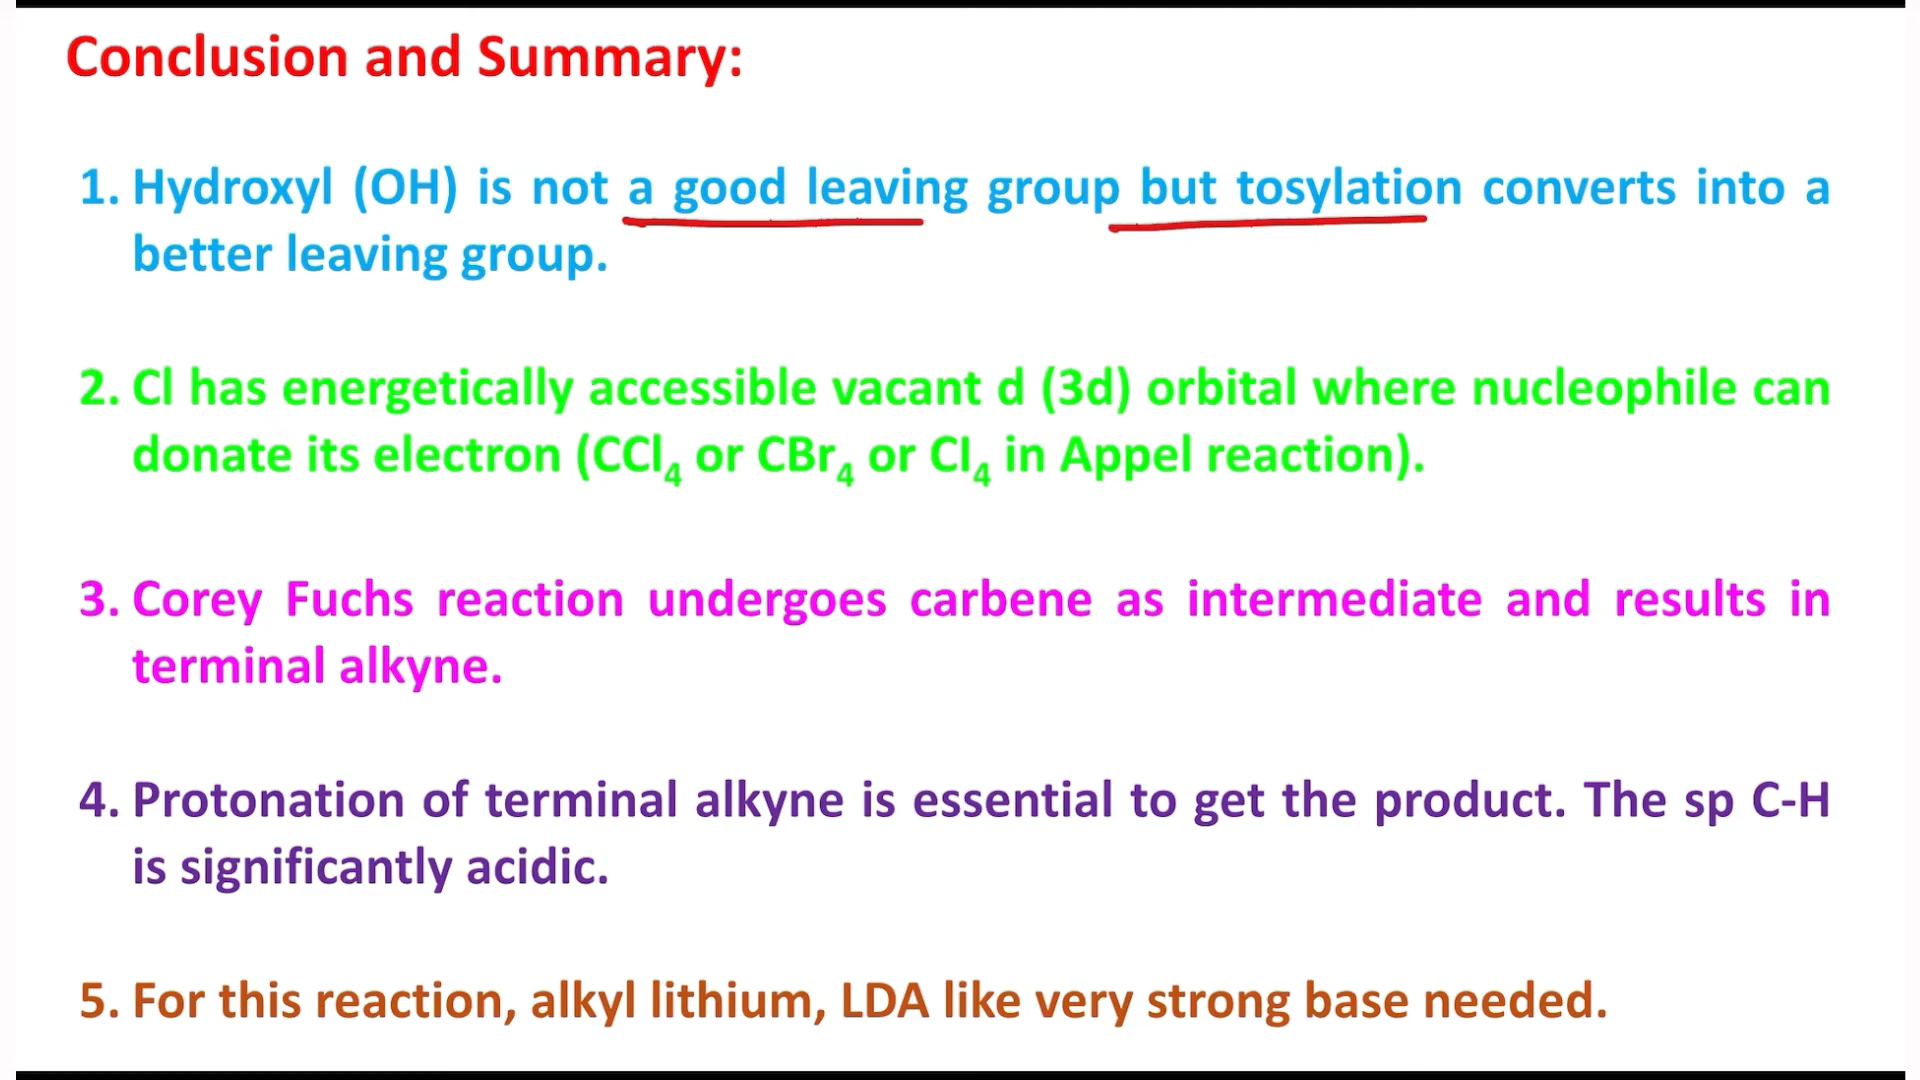 Conclusion and Summary:
1. Hydroxyl (OH) is not a good leaving group but tosylation converts into a
better leaving group.
2. Cl has energetically accessible vacant d (3d) orbital where nucleophile can
donate its electron (CCl₄ or CBr₄ or CI₄ in Appel reaction).
3. Corey Fuchs reaction undergoes carbene as intermediate and results in
terminal alkyne.
4. Protonation of terminal alkyne is essential to get the product. The sp C-H
is significantly acidic.
5. For this reaction, alkyl lithium, LDA like very strong base needed.